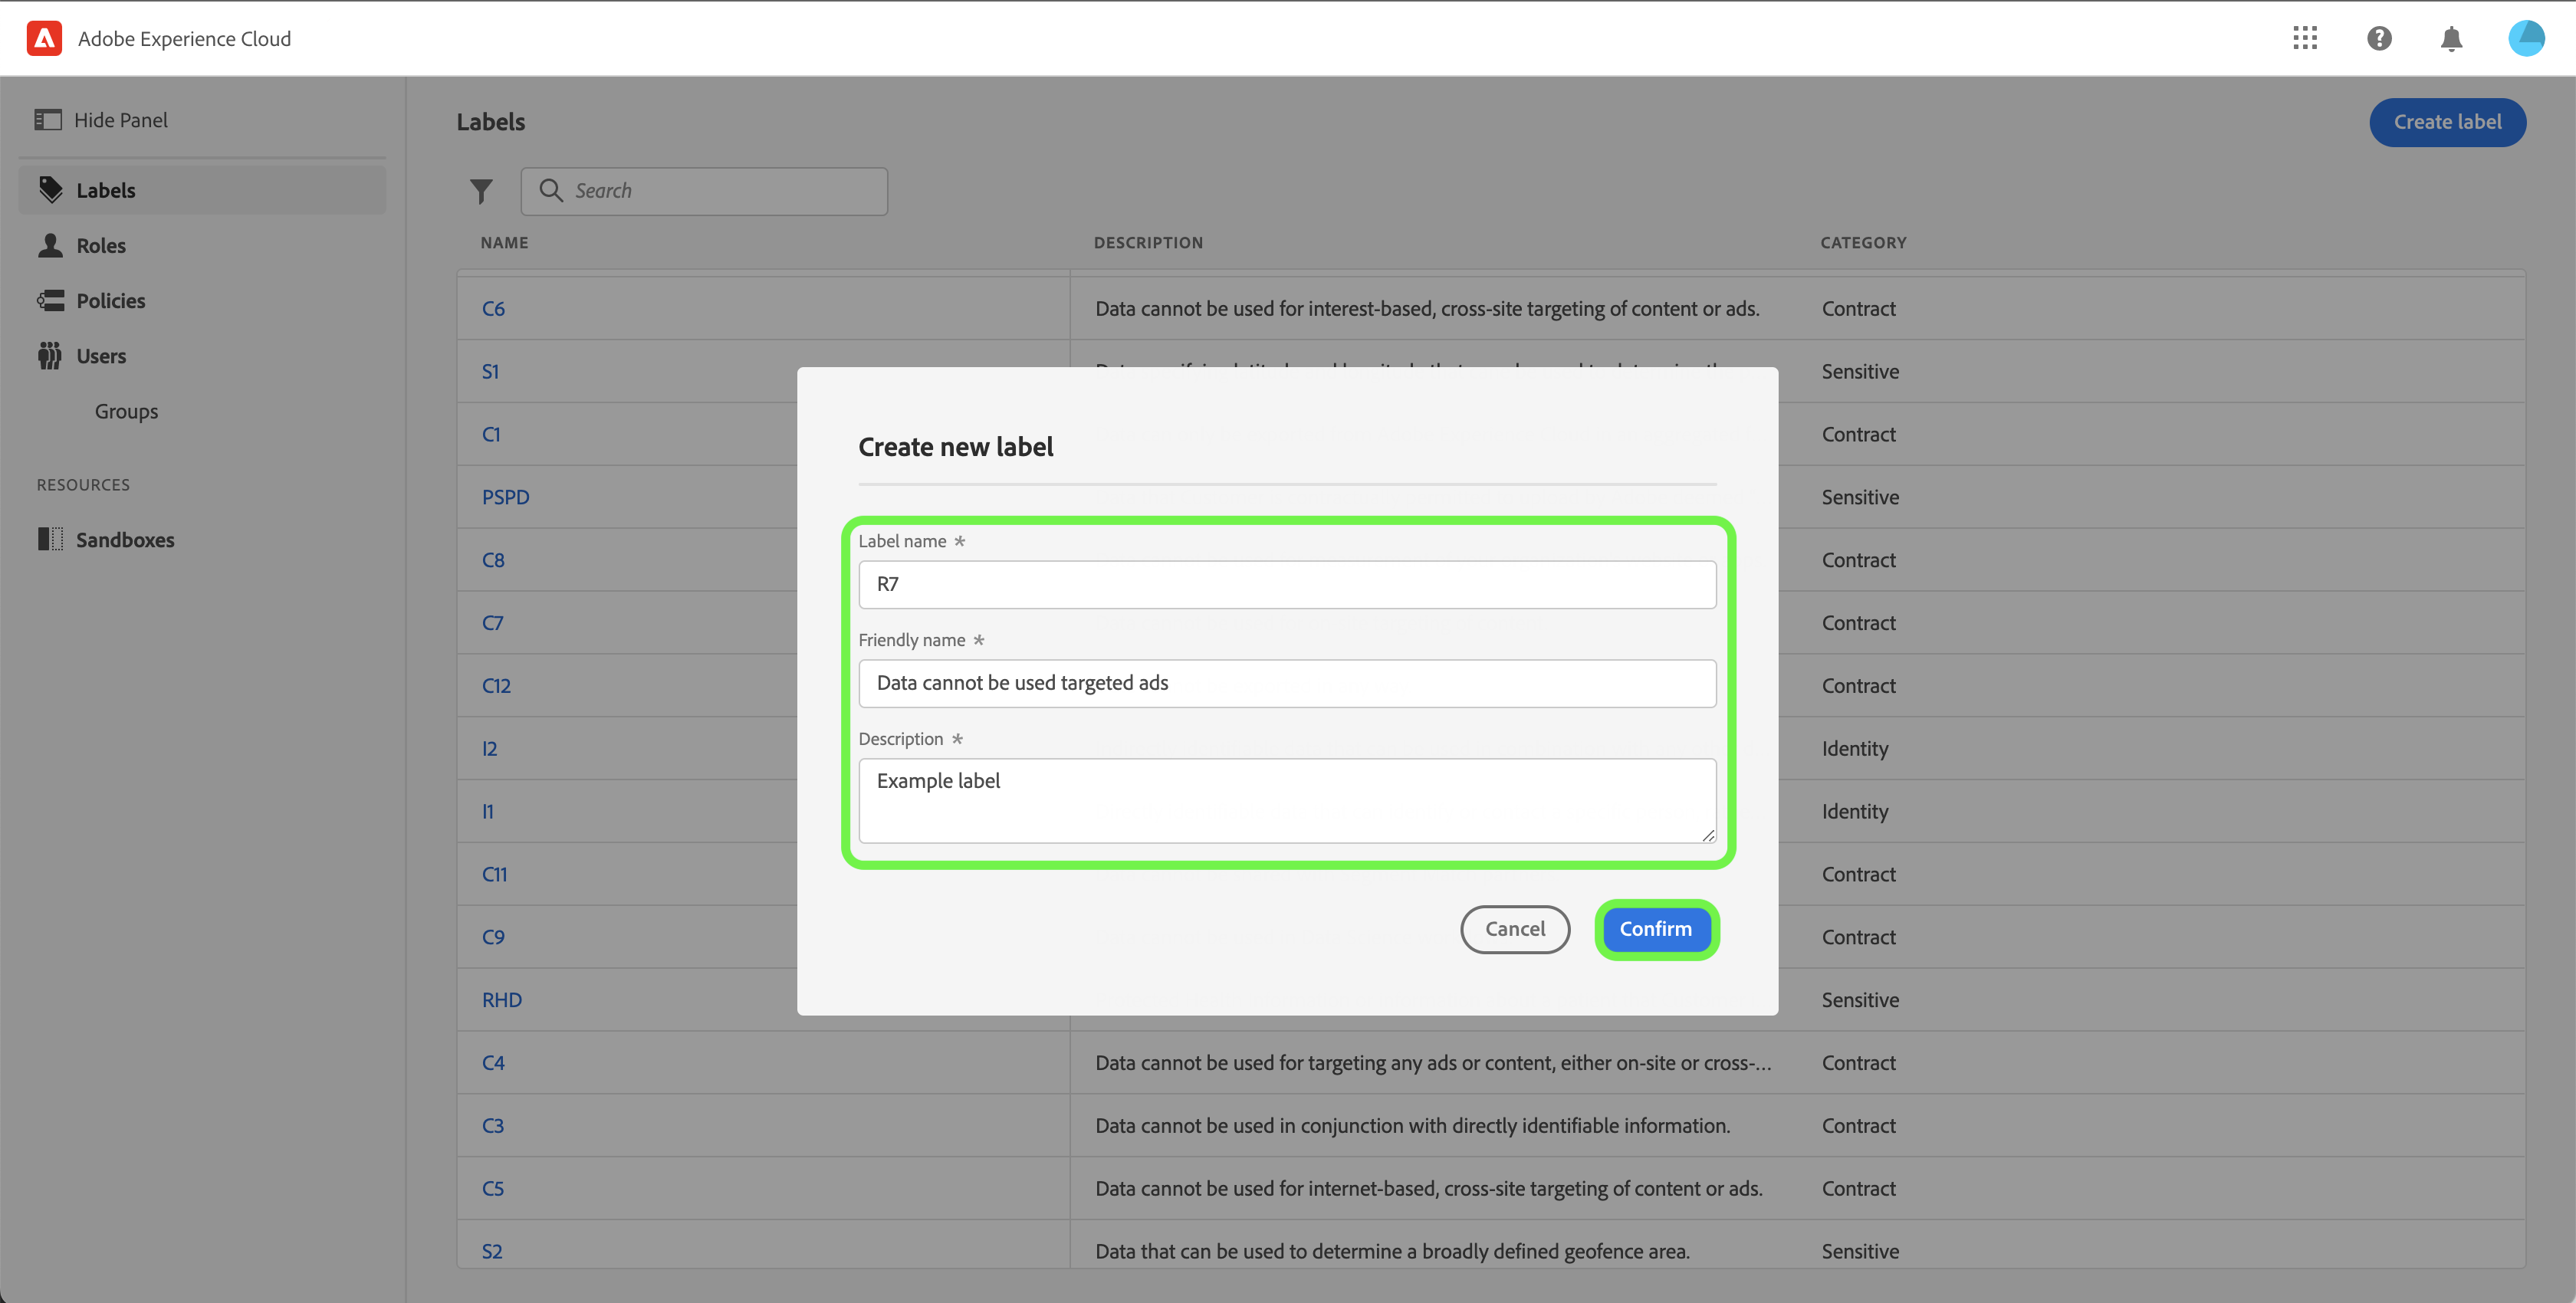 Adobe Experience Cloud
Hide Panel
Labels
Roles
Policies
Users
Groups
RESOURCES
Sandboxes
Labels
Create label
Search
NAME DESCRIPTION CATEGORY
C6 Data cannot be used for interest-based, cross-site targeting of content or ads. Contract
S1 Sensitive
C1 Contract
PSPD Sensitive
C8 Contract
C7 Contract
C12 Contract
I2 Identity
I1 Identity
C11 Contract
C9 Contract
RHD Sensitive
C4 Data cannot be used for targeting any ads or content, either on-site or cross-... Contract
C3 Data cannot be used in conjunction with directly identifiable information. Contract
C5 Data cannot be used for internet-based, cross-site targeting of content or ads. Contract
S2 Data that can be used to determine a broadly defined geofence area. Sensitive
Create new label
Label name *
R7
Friendly name *
Data cannot be used targeted ads
Description *
Example label
Cancel Confirm